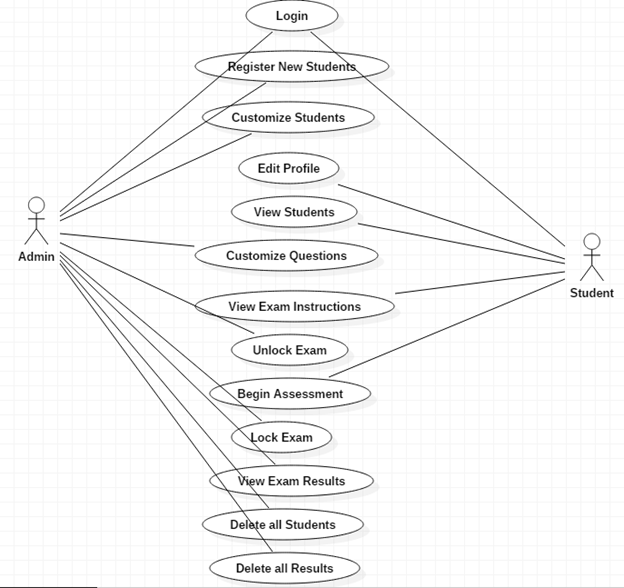 Login
Register New Students
Customize Students
Edit Profile
View Students
Admin
Customize Questions
Student
View Exam Instructions
Unlock Exam
Begin Assessment
Lock Exam
View Exam Results
Delete all Students
Delete all Results